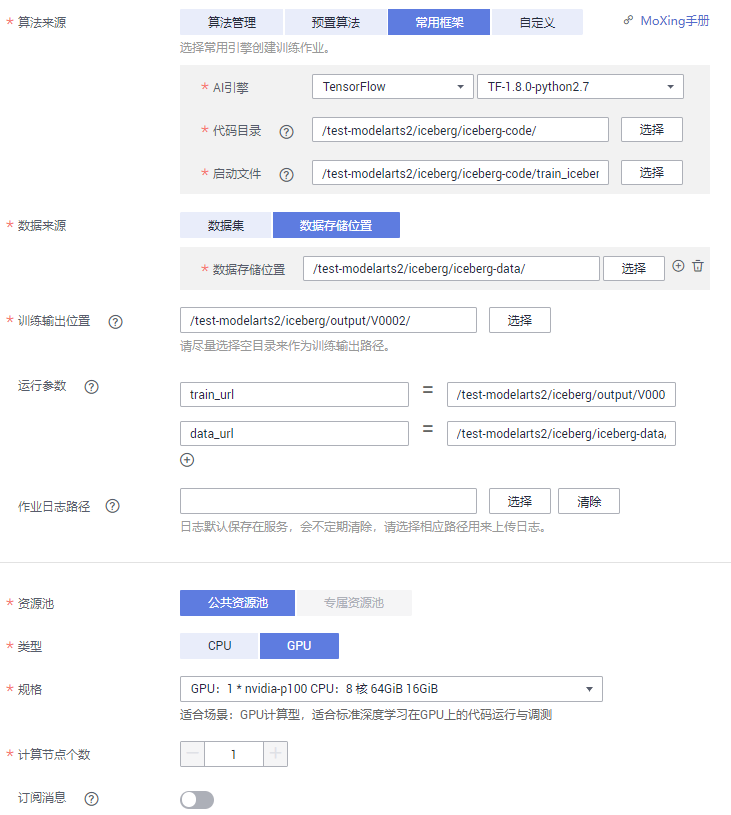 * 算法来源 算法管理 预置算法 常用框架 自定义 MoXing手册
选择常用引擎创建训练作业。
* AI引擎 TensorFlow TF-1.8.0-python2.7
* 代码目录 ? /test-modelarts2/iceberg/iceberg-code/ 选择
* 启动文件 ? /test-modelarts2/iceberg/iceberg-code/train_iceber 选择
* 数据来源 数据集 数据存储位置
* 数据存储位置 /test-modelarts2/iceberg/iceberg-data/ 选择
* 训练输出位置 ? /test-modelarts2/iceberg/output/V0002/ 选择
请尽量选择空目录来作为训练输出路径。
运行参数 ? train_url = /test-modelarts2/iceberg/output/V000
data_url = /test-modelarts2/iceberg/iceberg-data/
作业日志路径 ? 选择 清除
日志默认保存在服务，会不定期清除，请选择相应路径用来上传日志。
* 资源池 公共资源池 专属资源池
* 类型 CPU GPU
* 规格 GPU：1 * nvidia-p100 CPU：8 核 64GiB 16GiB
适合场景：GPU计算型，适合标准深度学习在GPU上的代码运行与调测
* 计算节点个数 1
订阅消息 ?